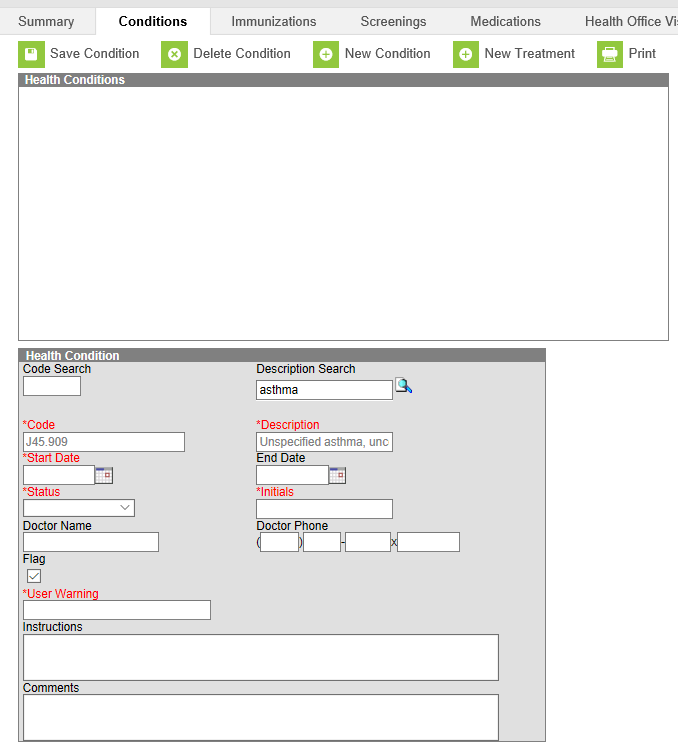 Summary Conditions Immunizations Screenings Medications Health Office Vi
Save Condition Delete Condition New Condition New Treatment Print
Health Conditions
Health Condition
Code Search Description Search
asthma
*Code *Description
J45.909 Unspecified asthma, unc
*Start Date End Date
*Status *Initials
Doctor Name Doctor Phone
( ) - x
Flag
*User Warning
Instructions
Comments